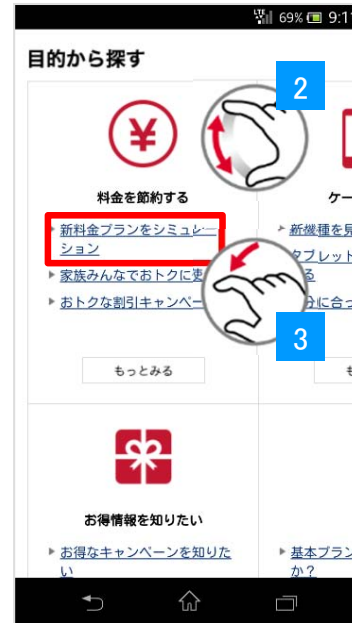 69% 9:1
目的から探す
2
¥
料金を節約する
新料金プランをシミュレー
ション
家族みんなでおトクに
おトクな割引キャンペー
もっとみる
ケー
新機種を見
タブレット
る
分に合っ
3
も
お得情報を知りたい
お得なキャンペーンを知りた
い
基本プラン
か?